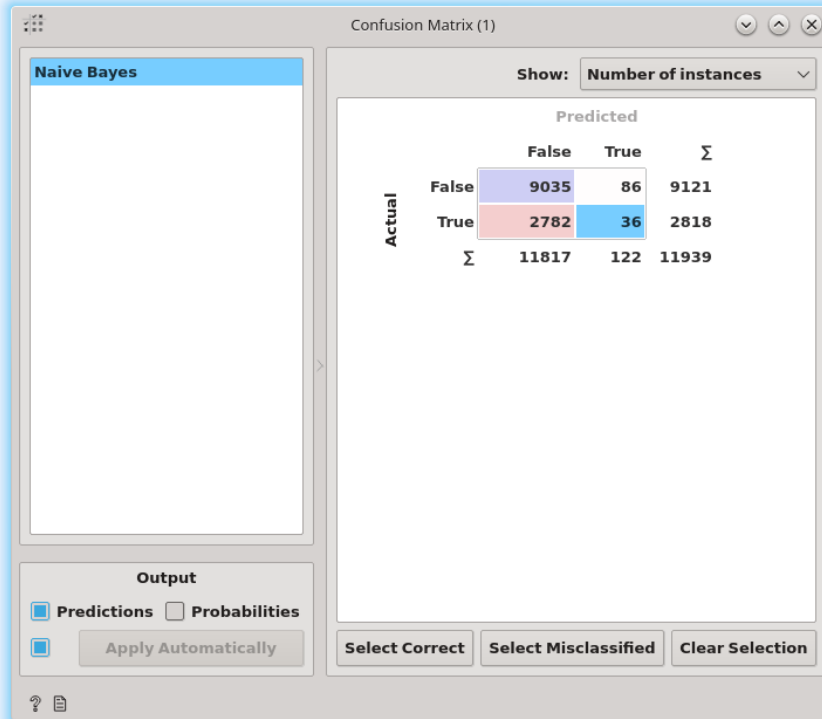 Confusion Matrix (1)
Naive Bayes
Show: Number of instances
Predicted
False True Σ
Actual
False 9035 86 9121
True 2782 36 2818
Σ 11817 122 11939
Output
Predictions Probabilities
Apply Automatically
Select Correct Select Misclassified Clear Selection
?